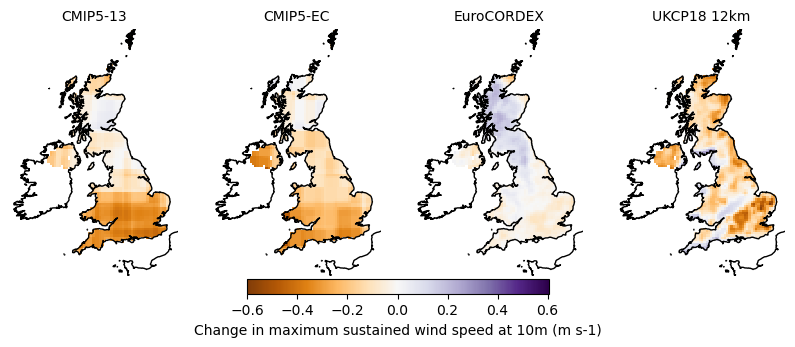 CMIP5-13 CMIP5-EC EuroCORDEX UKCP18 12km
−0.6 −0.4 −0.2 0.0 0.2 0.4 0.6
Change in maximum sustained wind speed at 10m (m s-1)